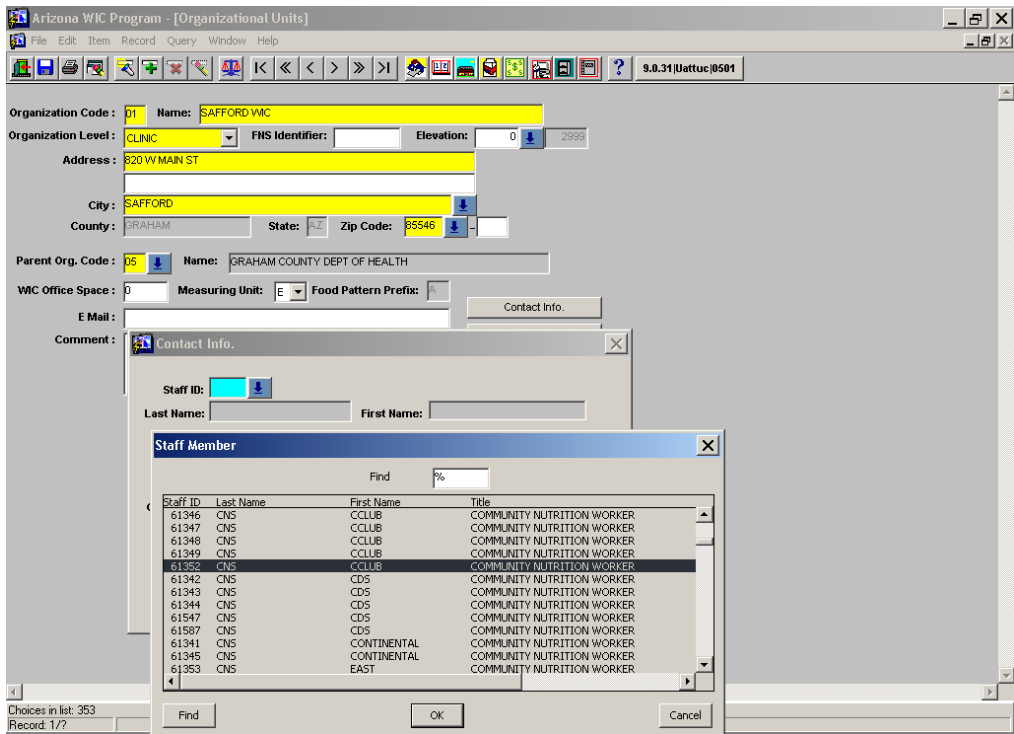 Arizona WIC Program - [Organizational Units]
File Edit Item Record Query Window Help
9.0.31|Uattuc|0501
Organization Code : 01 Name: SAFFORD WIC
Organization Level : CLINIC FNS Identifier: Elevation: 0 2999
Address : 820 W MAIN ST
City : SAFFORD
County : GRAHAM State: AZ Zip Code: 85546 -
Parent Org. Code : 05 Name: GRAHAM COUNTY DEPT OF HEALTH
WIC Office Space : 0 Measuring Unit: E Food Pattern Prefix: A
Contact Info.
E Mail :
Comment :
Contact Info.
Staff ID:
Last Name: First Name:
Staff Member
Find %
Staff ID Last Name First Name Title
61346 CNS CCLUB COMMUNITY NUTRITION WORKER
61347 CNS CCLUB COMMUNITY NUTRITION WORKER
61348 CNS CCLUB COMMUNITY NUTRITION WORKER
61349 CNS CCLUB COMMUNITY NUTRITION WORKER
61352 CNS CCLUB COMMUNITY NUTRITION WORKER
61342 CNS CDS COMMUNITY NUTRITION WORKER
61343 CNS CDS COMMUNITY NUTRITION WORKER
61344 CNS CDS COMMUNITY NUTRITION WORKER
61547 CNS CDS COMMUNITY NUTRITION WORKER
61587 CNS CDS COMMUNITY NUTRITION WORKER
61341 CNS CONTINENTAL COMMUNITY NUTRITION WORKER
61345 CNS CONTINENTAL COMMUNITY NUTRITION WORKER
61353 CNS EAST COMMUNITY NUTRITION WORKER
Find OK Cancel
Choices in list: 353
Record: 1/?